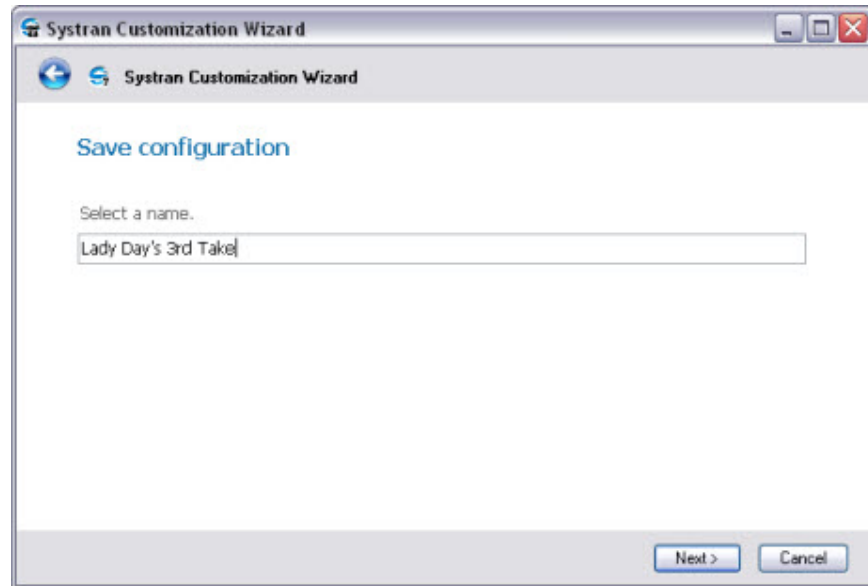 Systran Customization Wizard
Systran Customization Wizard
Save configuration
Select a name.
Lady Day's 3rd Take
Next >
Cancel